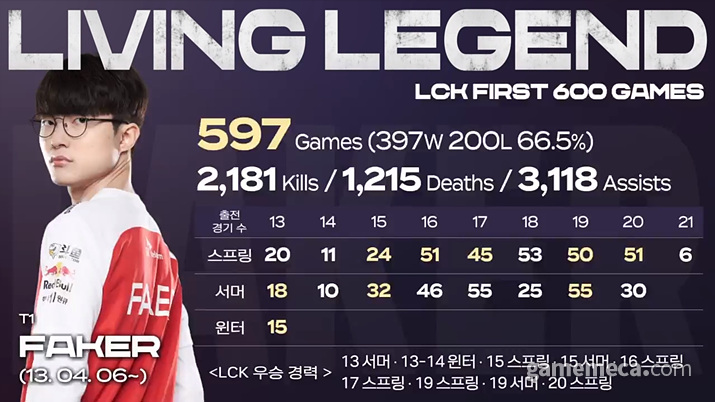 LIVING LEGEND
LCK FIRST 600 GAMES
597 Games (397W 200L 66.5%)
2,181 Kills / 1,215 Deaths / 3,118 Assists
출전 경기 수 13 14 15 16 17 18 19 20 21
스프링 20 11 24 51 45 53 50 51 6
서머 18 10 32 46 55 25 55 30
윈터 15
Red Bull
FAKE
T1
FAKER
(13. 04. 06~)
<LCK 우승 경력> 13 서머 · 13-14 윈터 · 15 스프링 · 15 서머 · 16 스프링
17 스프링 · 19 스프링 · 19 서머 · 20 스프링
gamemeca.com